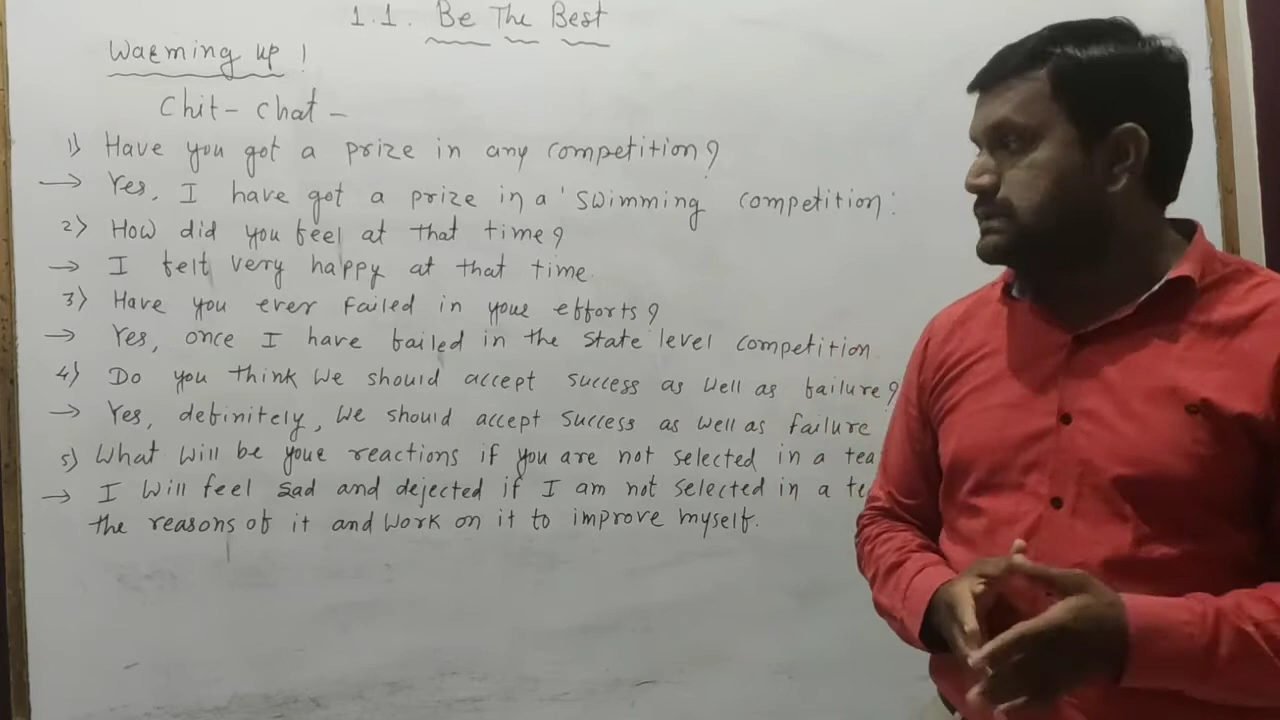 1.1. Be The Best
Warming up!
Chit-chat-
1) Have you got a prize in any competition?
→ Yes, I have got a prize in a 'swimming competition:
2) How did you feel at that time?
→ I felt very happy at that time.
3) Have you ever failed in your efforts?
→ Yes, once I have failed in the state level competition.
4) Do you think we should accept success as well as failure?
→ Yes, definitely, we should accept success as well as failure
5) What will be your reactions if you are not selected in a
→ I will feel sad and dejected if I am not selected in a
the reasons of it and work on it to improve myself.